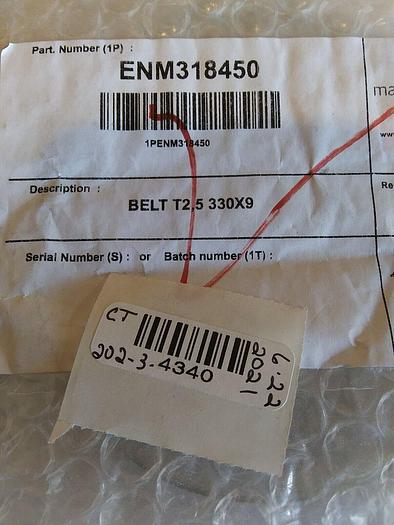 Part. Number (1P) :
ENM318450
1PENM318450
ma
www
Description :
BELT T2,5 330X9
Re
Serial Number (S) : or Batch number (1T) :
CT
202-3-4340
6.22
2021